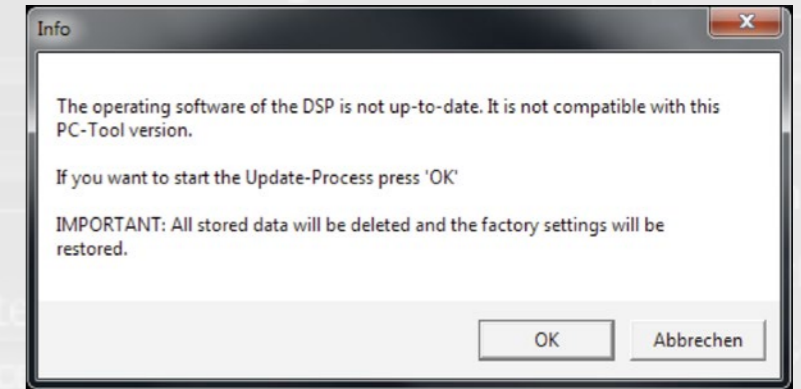 Info
The operating software of the DSP is not up-to-date. It is not compatible with this
PC-Tool version.
If you want to start the Update-Process press 'OK'
IMPORTANT: All stored data will be deleted and the factory settings will be
restored.
OK
Abbrechen